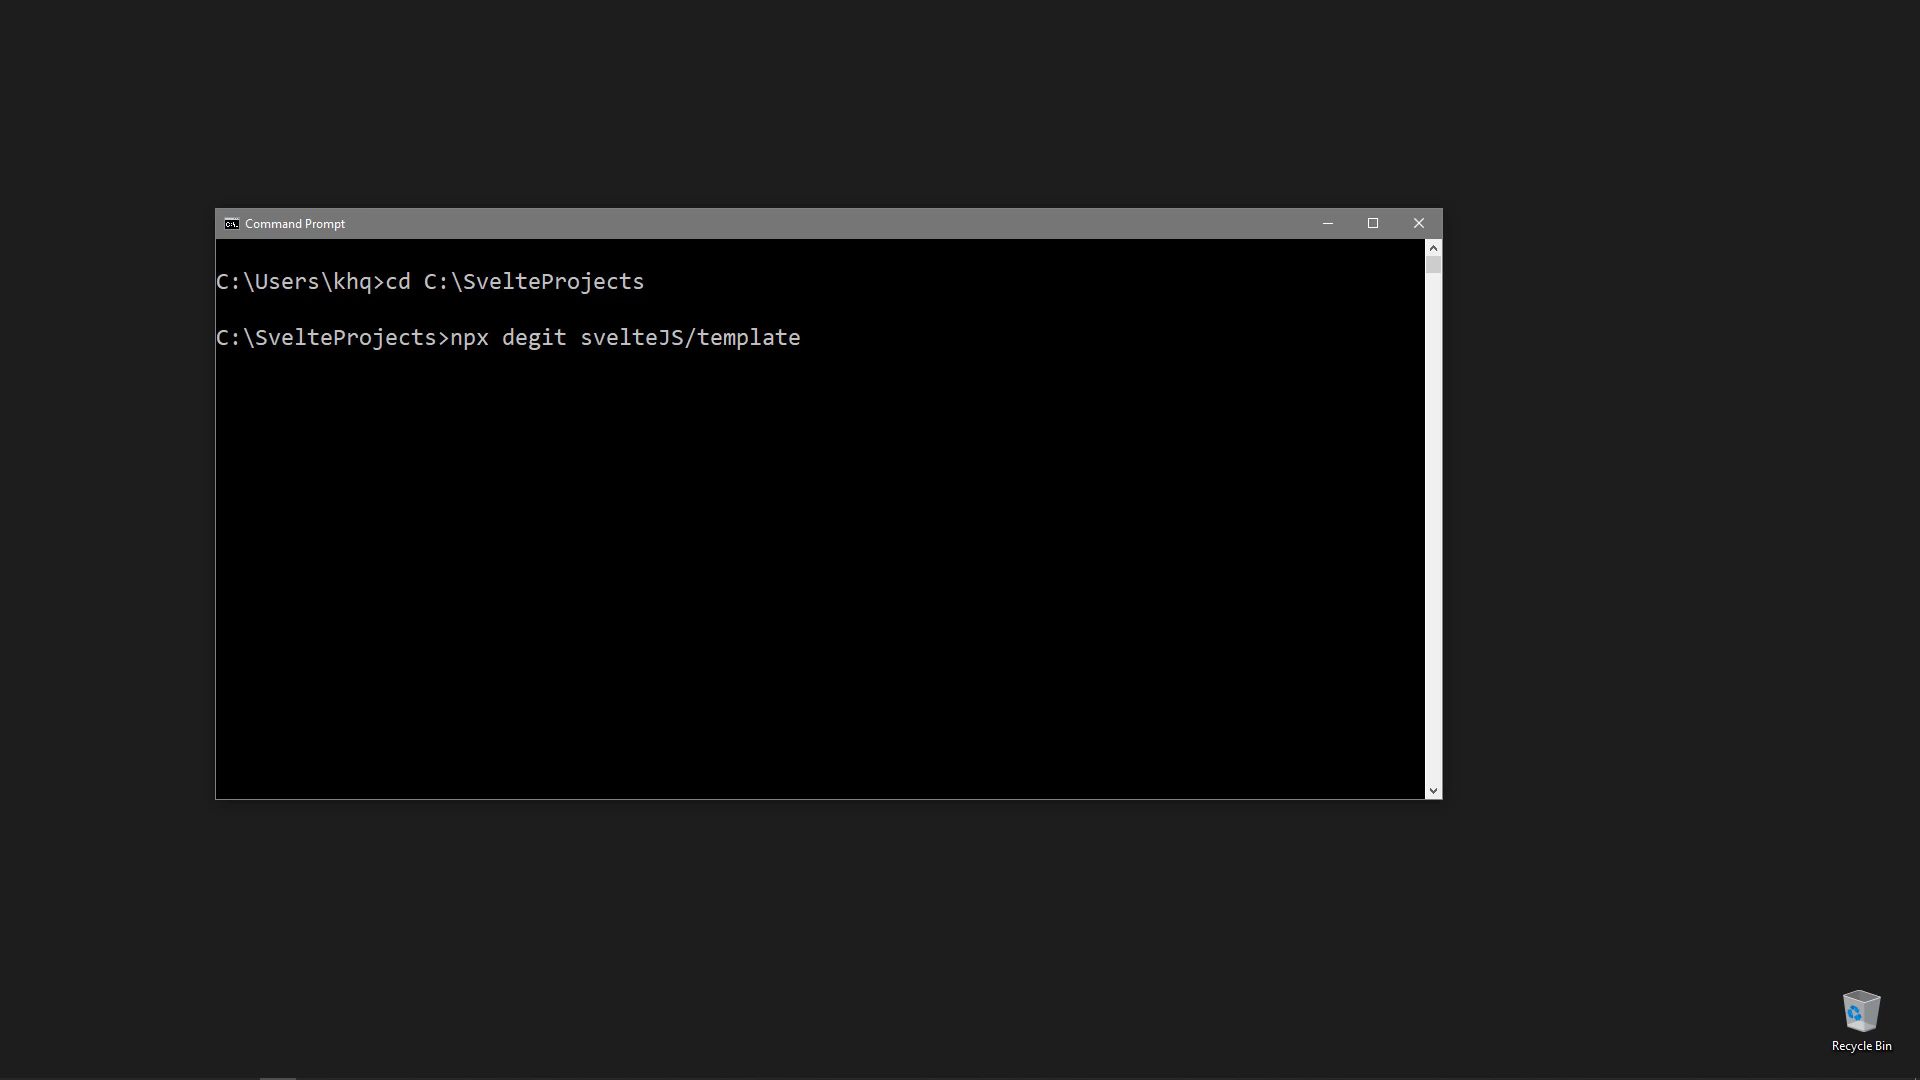 Command Prompt
C:\Users\khq>cd C:\SvelteProjects
C:\SvelteProjects>npx degit svelteJS/template
Recycle Bin